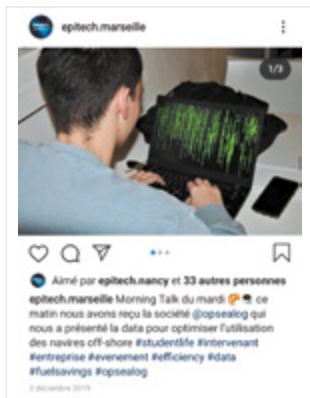 epitech.marseille
1/3
Aimé par epitech.nancy et 33 autres personnes
epitech.marseille Morning Talk du mardi 🥐☕ ce
matin nous avons reçu la société @opsealog qui
nous a présenté la data pour optimiser l'utilisation
des navires off-shore #studentlife #intervenant
#entreprise #evenement #efficiency #data
#fuelsavings #opsealog
3 décembre 2019